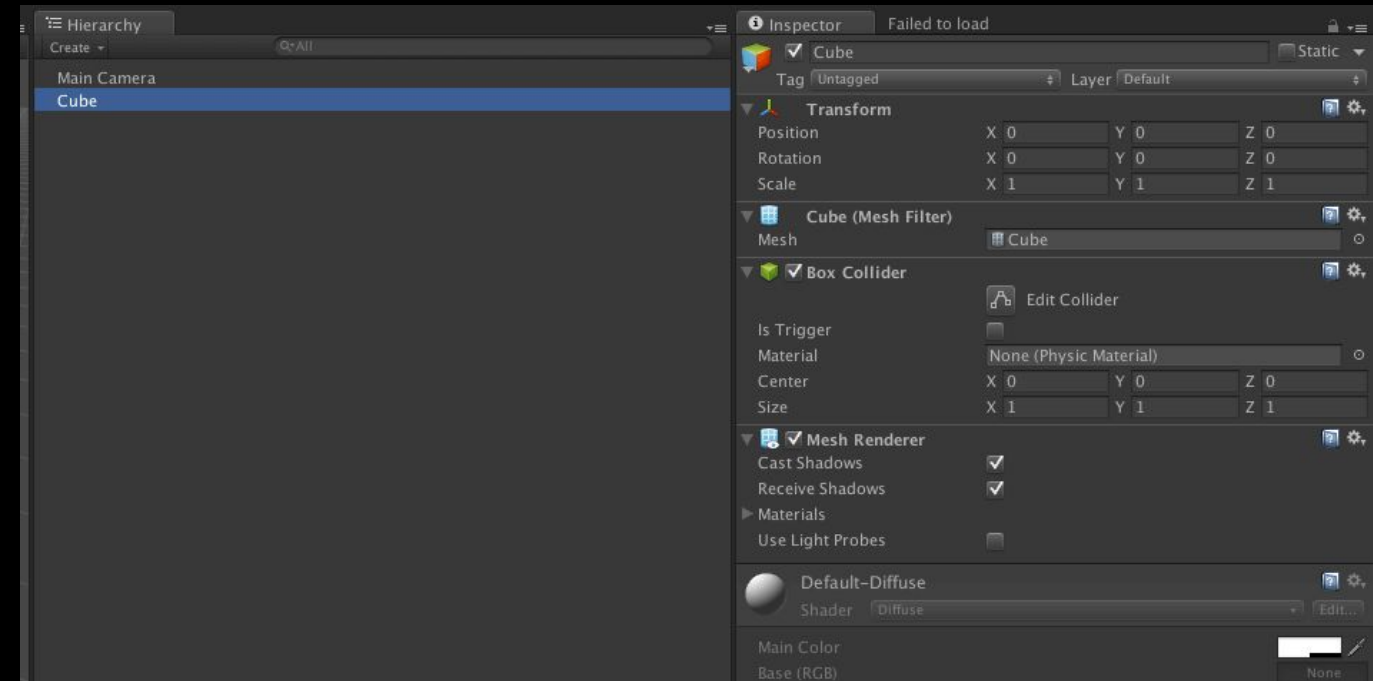 Hierarchy
Create
All
Main Camera
Cube
Inspector Failed to load
Cube Static
Tag Untagged Layer Default
Transform
Position X 0 Y 0 Z 0
Rotation X 0 Y 0 Z 0
Scale X 1 Y 1 Z 1
Cube (Mesh Filter)
Mesh Cube
Box Collider
Edit Collider
Is Trigger
Material None (Physic Material)
Center X 0 Y 0 Z 0
Size X 1 Y 1 Z 1
Mesh Renderer
Cast Shadows
Receive Shadows
Materials
Use Light Probes
Default-Diffuse
Shader Diffuse Edit...
Main Color
Base (RGB) None